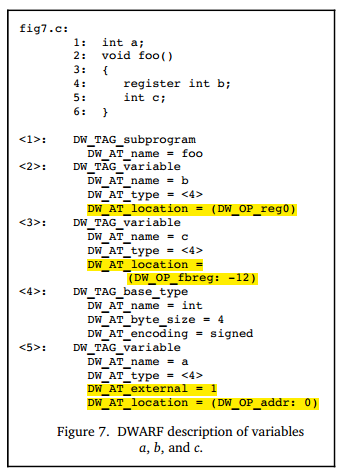 fig7.c:
1: int a;
2: void foo()
3: {
4: register int b;
5: int c;
6: }
<1>: DW_TAG_subprogram
DW_AT_name = foo
<2>: DW_TAG_variable
DW_AT_name = b
DW_AT_type = <4>
DW_AT_location = (DW_OP_reg0)
<3>: DW_TAG_variable
DW_AT_name = c
DW_AT_type = <4>
DW_AT_location =
(DW_OP_fbreg: -12)
<4>: DW_TAG_base_type
DW_AT_name = int
DW_AT_byte_size = 4
DW_AT_encoding = signed
<5>: DW_TAG_variable
DW_AT_name = a
DW_AT_type = <4>
DW_AT_external = 1
DW_AT_location = (DW_OP_addr: 0)
Figure 7. DWARF description of variables
a, b, and c.